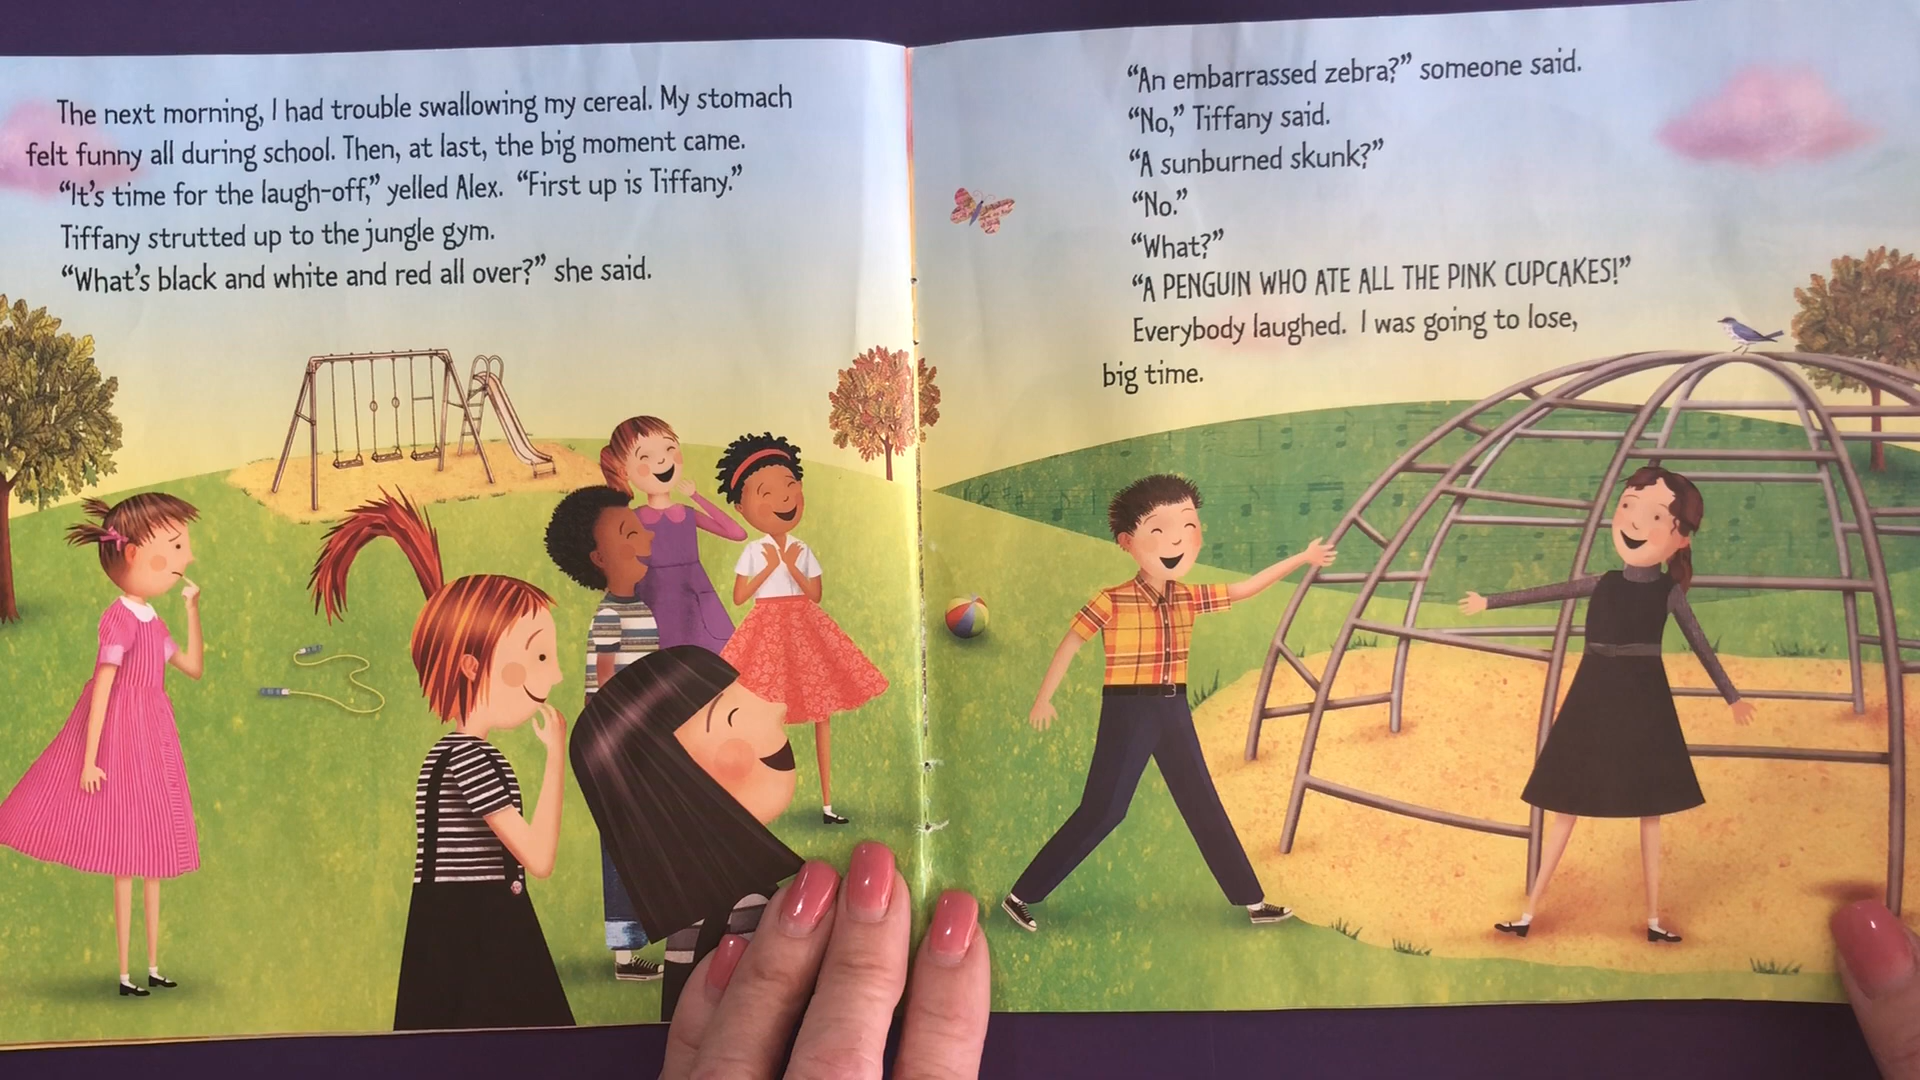 The next morning, I had trouble swallowing my cereal. My stomach
felt funny all during school. Then, at last, the big moment came.
“It’s time for the laugh-off,” yelled Alex. “First up is Tiffany.”
Tiffany strutted up to the jungle gym.
“What’s black and white and red all over?” she said.
“An embarrassed zebra?” someone said.
“No,” Tiffany said.
“A sunburned skunk?”
“No.”
“What?”
“A PENGUIN WHO ATE ALL THE PINK CUPCAKES!”
Everybody laughed. I was going to lose,
big time.